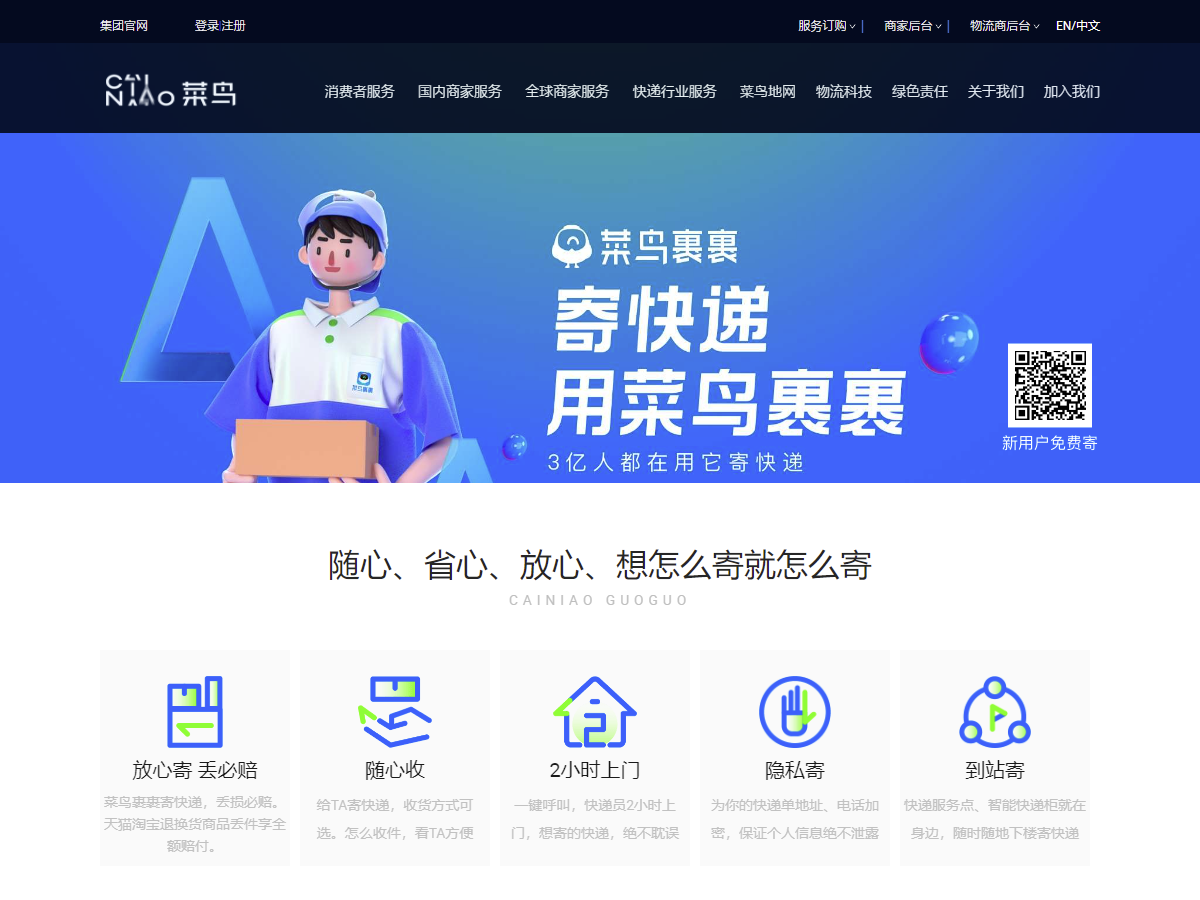 集团官网 登录 注册 服务订购 | 商家后台 | 物流商后台 EN/中文
CAI NIAO 菜鸟 消费者服务 国内商家服务 全球商家服务 快递行业服务 菜鸟地网 物流科技 绿色责任 关于我们 加入我们
菜鸟裹裹
寄快递
用菜鸟裹裹
3亿人都在用它寄快递
菜鸟裹裹
新用户免费寄
随心、省心、放心、想怎么寄就怎么寄
CAINIAO GUOGUO
放心寄 丢必赔
菜鸟裹裹寄快递，丢损必赔。
天猫淘宝退换货商品丢件享全
额赔付。
随心收
给TA寄快递，收货方式可
选。怎么收件，看TA方便
2
2小时上门
一键呼叫，快递员2小时上
门，想寄的快递，绝不耽误
隐私寄
为你的快递单地址、电话加
密，保证个人信息绝不泄露
到站寄
快递服务点、智能快递柜就在
身边，随时随地下楼寄快递